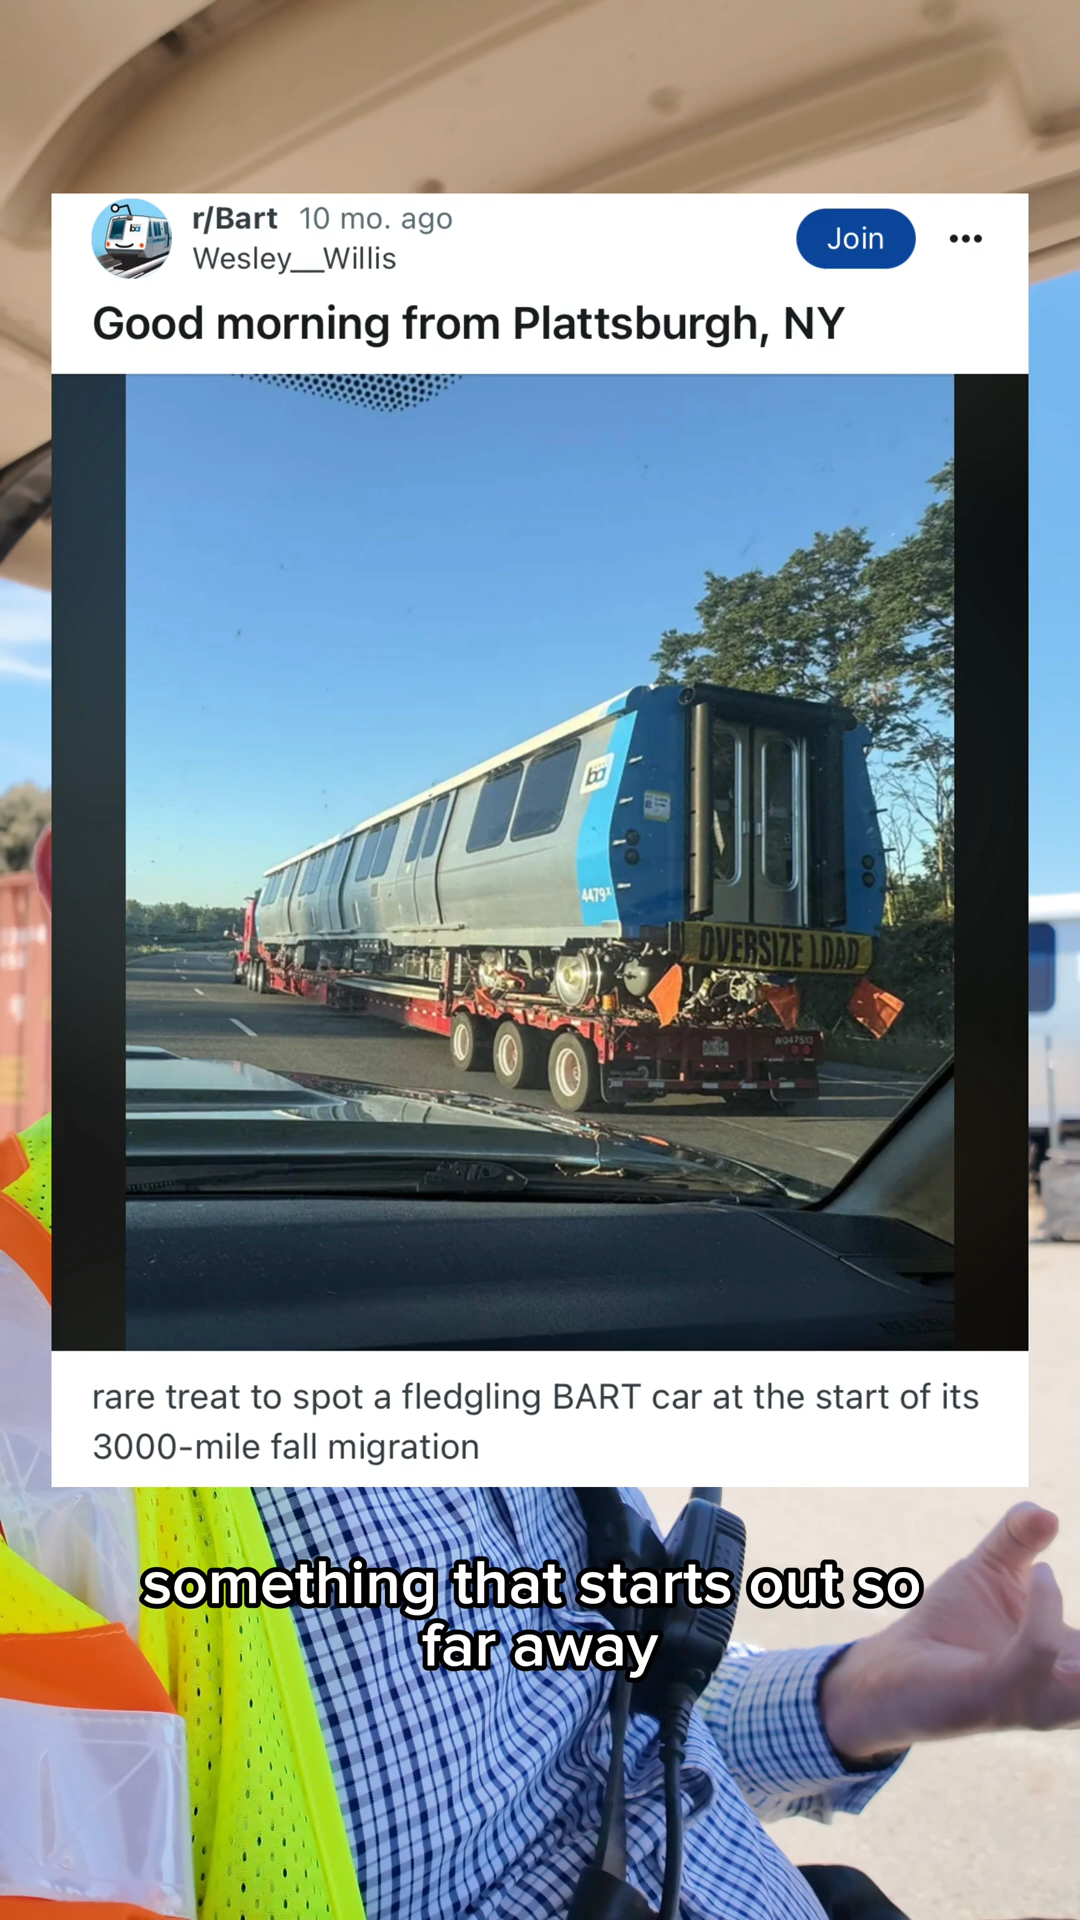 r/Bart 10 mo. ago
Wesley__Willis
Join
Good morning from Plattsburgh, NY
ba
4479
OVERSIZE LOAD
rare treat to spot a fledgling BART car at the start of its
3000-mile fall migration
something that starts out so
far away